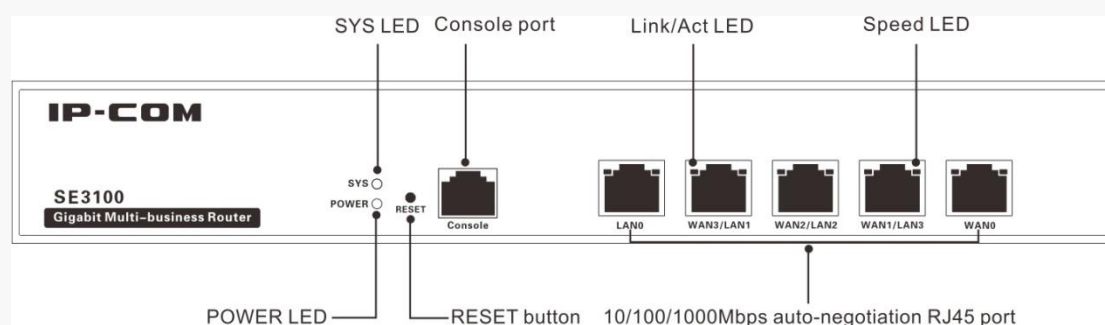 SYS LED Console port Link/Act LED Speed LED
IP-COM
SYS
SE3100
POWER
RESET
Gigabit Multi-business Router
Console LAN0 WAN3/LAN1 WAN2/LAN2 WAN1/LAN3 WAN0
POWER LED RESET button 10/100/1000Mbps auto-negotiation RJ45 port